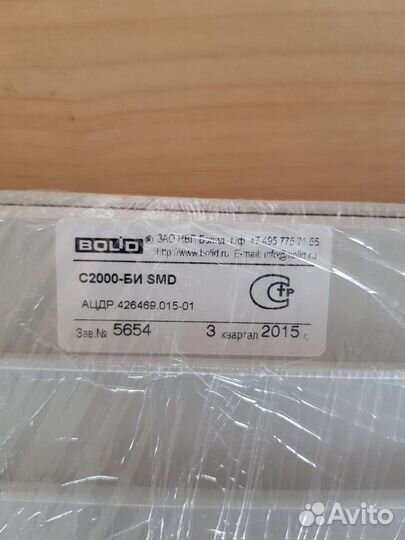 BOLID ® ЗАО НВП Болид, т/ф. +7 495 775 71 55
http://www.bolid.ru E-mail: info@bolid.ru
С2000-БИ SMD
АЦДР.426469.015-01
Зав.№ 5654 3 квартал 2015 г.
Avito